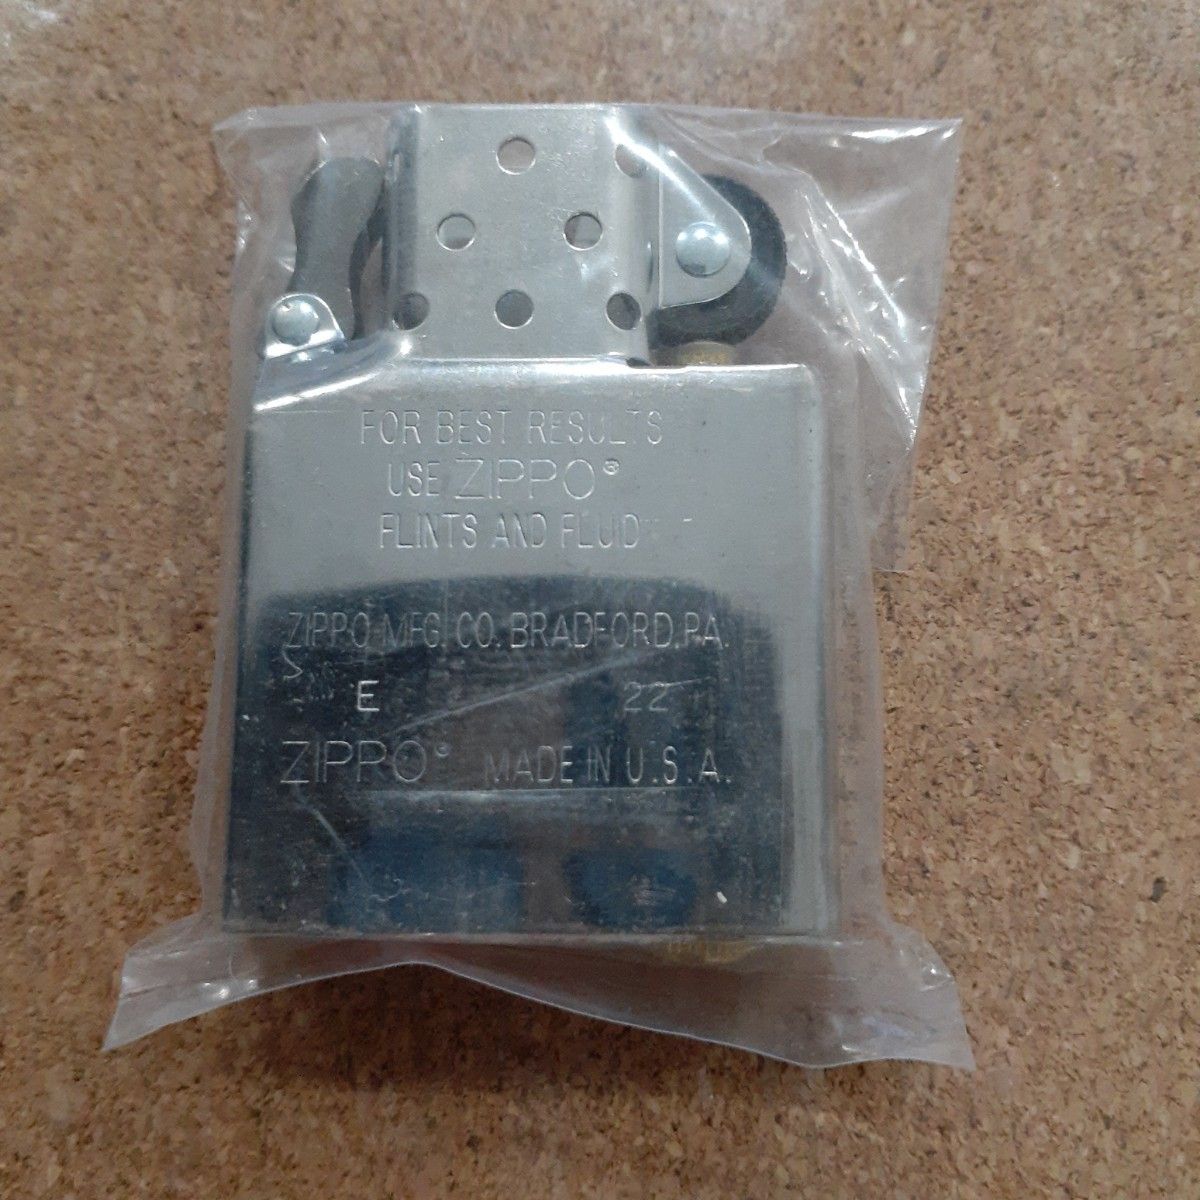 FOR BEST RESULTS
USE ZIPPO®
FLINTS AND FLUID
ZIPPO MFG. CO. BRADFORD, PA.
E 22
ZIPPO® MADE IN U.S.A.